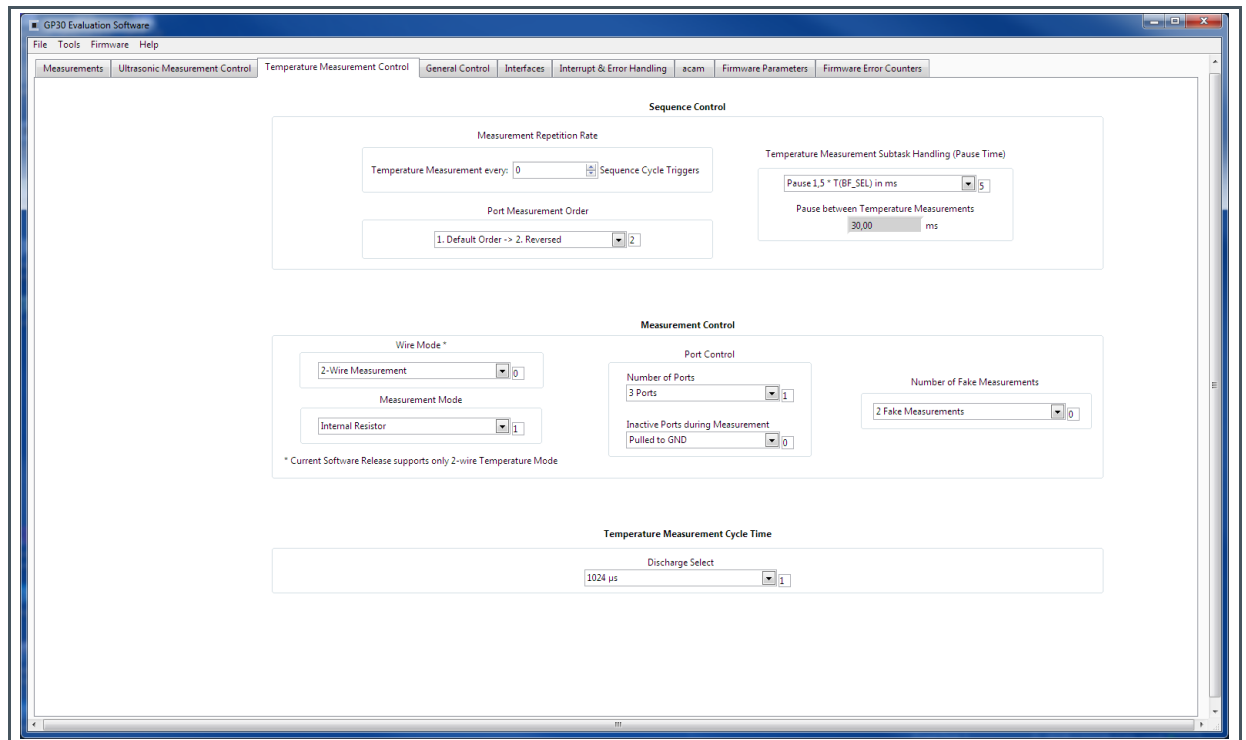 GP30 Evaluation Software
File Tools Firmware Help
Measurements Ultrasonic Measurement Control Temperature Measurement Control General Control Interfaces Interrupt & Error Handling acam Firmware Parameters Firmware Error Counters
Sequence Control
Measurement Repetition Rate
Temperature Measurement every: 0 Sequence Cycle Triggers
Port Measurement Order
1. Default Order -> 2. Reversed 2
Temperature Measurement Subtask Handling (Pause Time)
Pause 1,5 * T(BF_SEL) in ms 5
Pause between Temperature Measurements
30,00 ms
Measurement Control
Wire Mode *
2-Wire Measurement 0
Measurement Mode
Internal Resistor 1
* Current Software Release supports only 2-wire Temperature Mode
Port Control
Number of Ports
3 Ports 1
Inactive Ports during Measurement
Pulled to GND 0
Number of Fake Measurements
2 Fake Measurements 0
Temperature Measurement Cycle Time
Discharge Select
1024 µs 1